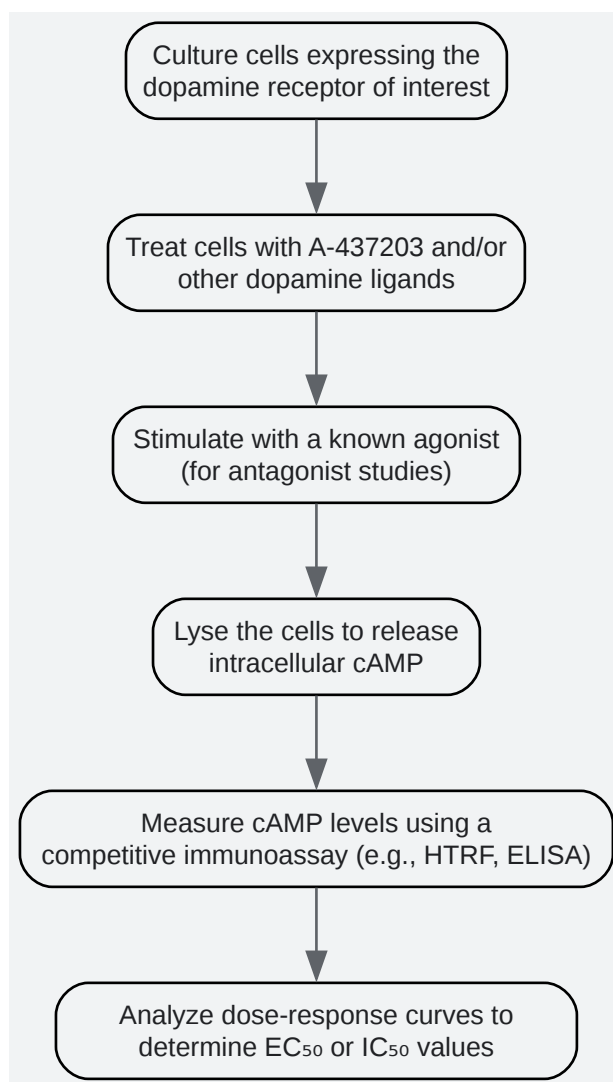 Culture cells expressing the
dopamine receptor of interest
Treat cells with A-437203 and/or
other dopamine ligands
Stimulate with a known agonist
(for antagonist studies)
Lyse the cells to release
intracellular cAMP
Measure cAMP levels using a
competitive immunoassay (e.g., HTRF, ELISA)
Analyze dose-response curves to
determine EC₅₀ or IC₅₀ values